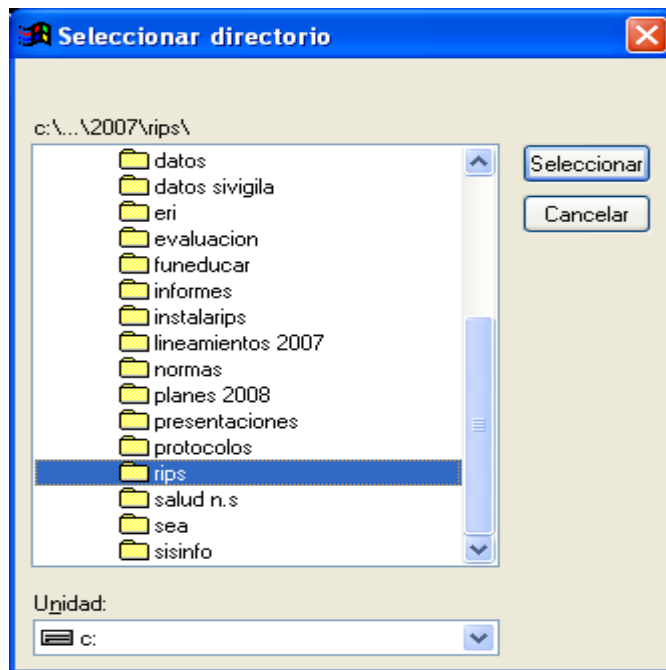 Seleccionar directorio
c:\...\2007\rips\
datos
datos sivigila
eri
evaluacion
funeducar
informes
instalarips
lineamientos 2007
normas
planes 2008
presentaciones
protocolos
rips
salud n.s
sea
sisinfo
Seleccionar
Cancelar
Unidad:
c: